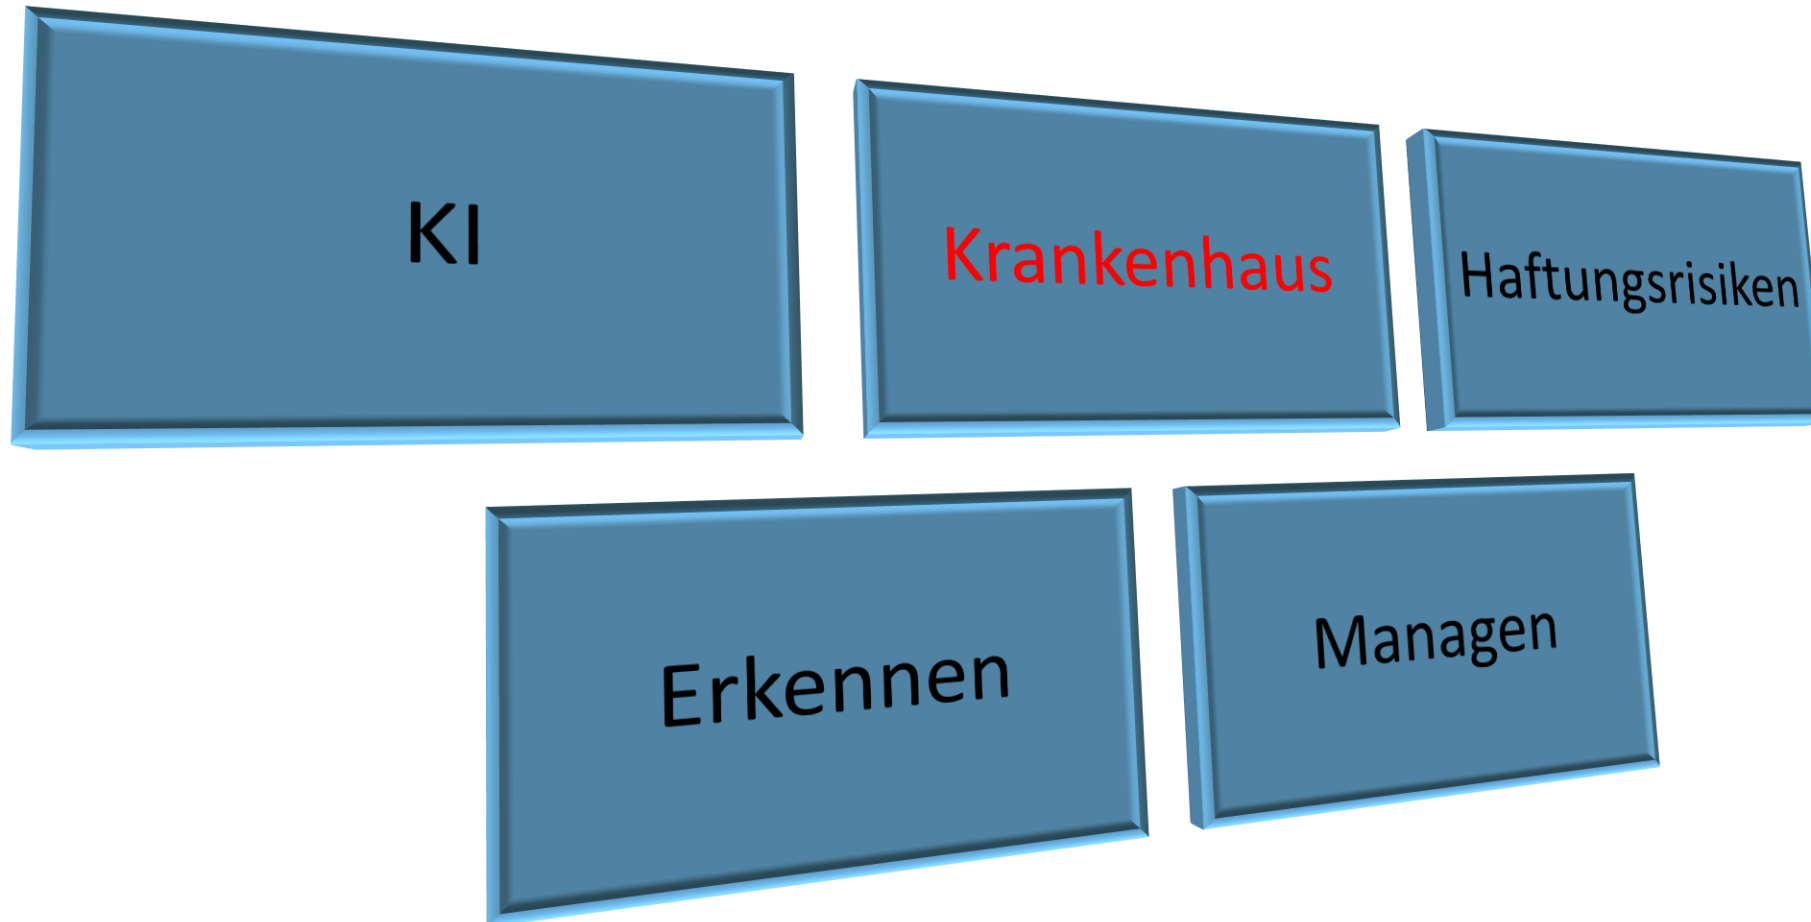 KI
Krankenhaus
Haftungsrisiken
Erkennen
Managen